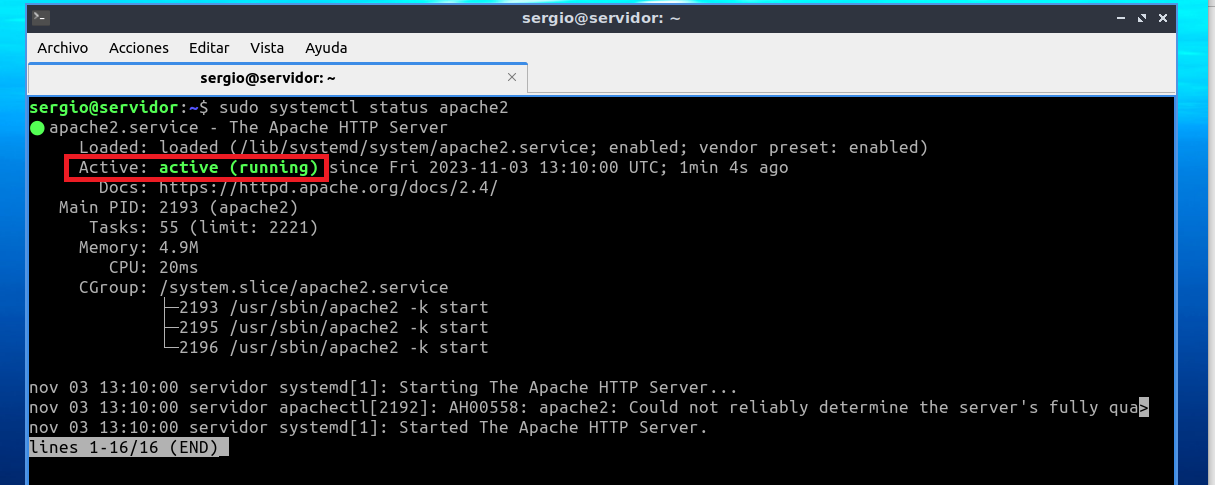 sergio@servidor: ~
Archivo Acciones Editar Vista Ayuda
sergio@servidor: ~ ×
sergio@servidor:~$ sudo systemctl status apache2
● apache2.service - The Apache HTTP Server
Loaded: loaded (/lib/systemd/system/apache2.service; enabled; vendor preset: enabled)
Active: active (running) since Fri 2023-11-03 13:10:00 UTC; 1min 4s ago
Docs: https://httpd.apache.org/docs/2.4/
Main PID: 2193 (apache2)
Tasks: 55 (limit: 2221)
Memory: 4.9M
CPU: 20ms
CGroup: /system.slice/apache2.service
├─2193 /usr/sbin/apache2 -k start
├─2195 /usr/sbin/apache2 -k start
└─2196 /usr/sbin/apache2 -k start
nov 03 13:10:00 servidor systemd[1]: Starting The Apache HTTP Server...
nov 03 13:10:00 servidor apachectl[2192]: AH00558: apache2: Could not reliably determine the server's fully qua>
nov 03 13:10:00 servidor systemd[1]: Started The Apache HTTP Server.
lines 1-16/16 (END)